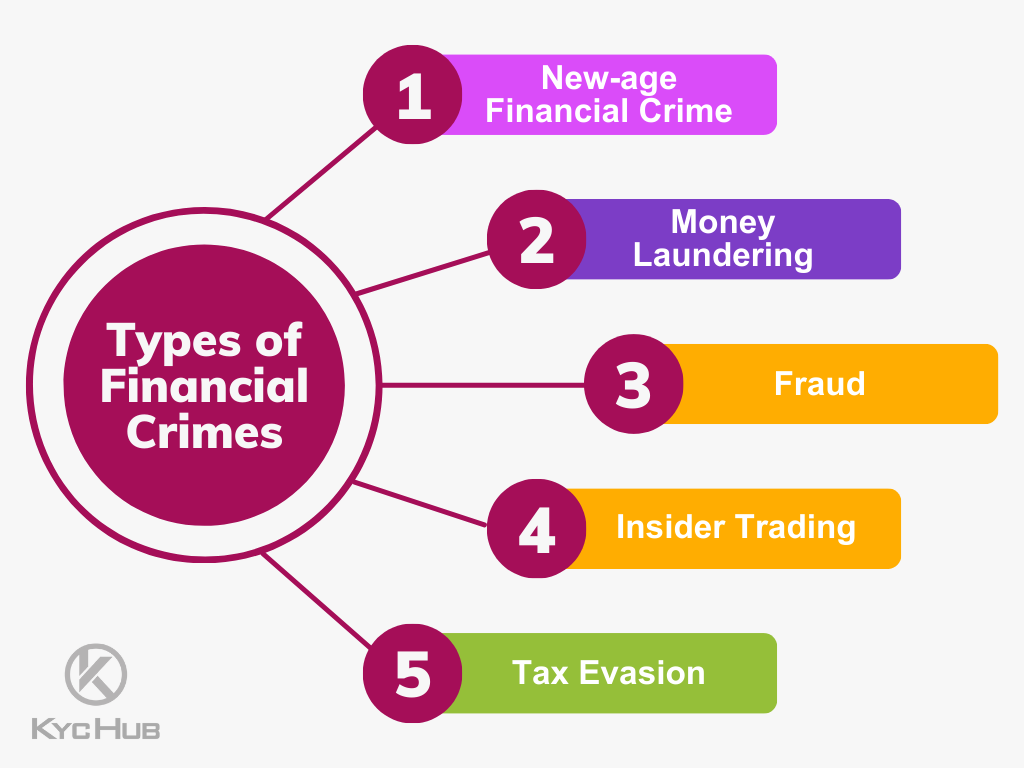 Types of
Financial
Crimes
1
New-age
Financial Crime
2
Money
Laundering
3
Fraud
4
Insider Trading
5
Tax Evasion
KYC HUB